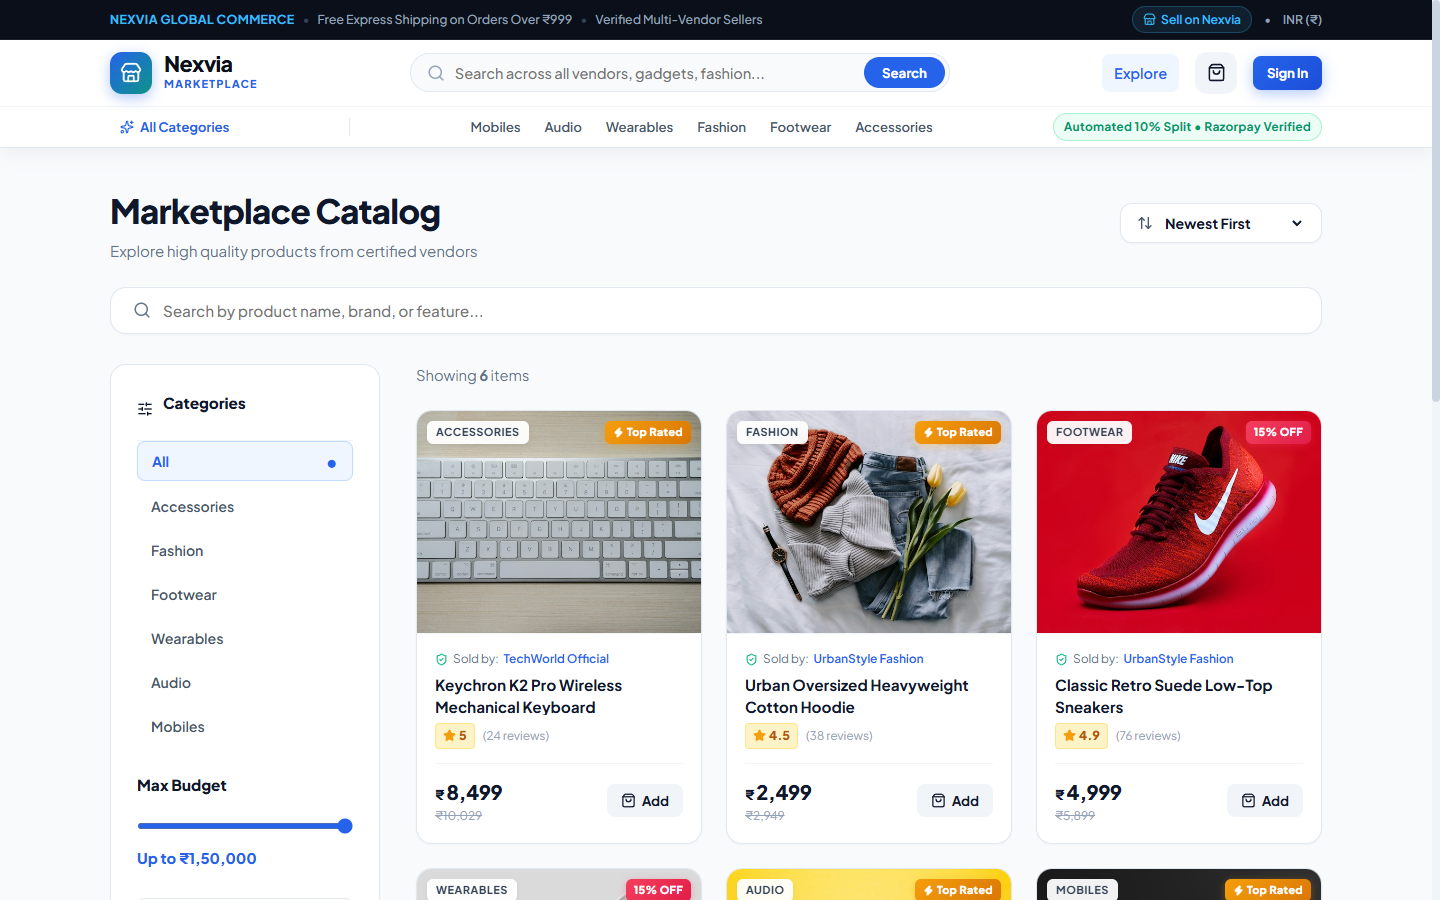 NEXVIA GLOBAL COMMERCE • Free Express Shipping on Orders Over ₹999 • Verified Multi-Vendor Sellers
Sell on Nexvia • INR (₹)
Nexvia
MARKETPLACE
Search across all vendors, gadgets, fashion...
Search
Explore
Sign In
All Categories
Mobiles
Audio
Wearables
Fashion
Footwear
Accessories
Automated 10% Split • Razorpay Verified
Marketplace Catalog
Explore high quality products from certified vendors
Newest First
Search by product name, brand, or feature...
Categories
All
Accessories
Fashion
Footwear
Wearables
Audio
Mobiles
Max Budget
Up to ₹1,50,000
Showing 6 items
ACCESSORIES
Top Rated
Sold by: TechWorld Official
Keychron K2 Pro Wireless
Mechanical Keyboard
5 (24 reviews)
₹8,499
₹10,029
Add
FASHION
Top Rated
Sold by: UrbanStyle Fashion
Urban Oversized Heavyweight
Cotton Hoodie
4.5 (38 reviews)
₹2,499
₹2,949
Add
FOOTWEAR
15% OFF
NIKE
Sold by: UrbanStyle Fashion
Classic Retro Suede Low-Top
Sneakers
4.9 (76 reviews)
₹4,999
₹5,899
Add
WEARABLES
15% OFF
AUDIO
Top Rated
MOBILES
Top Rated